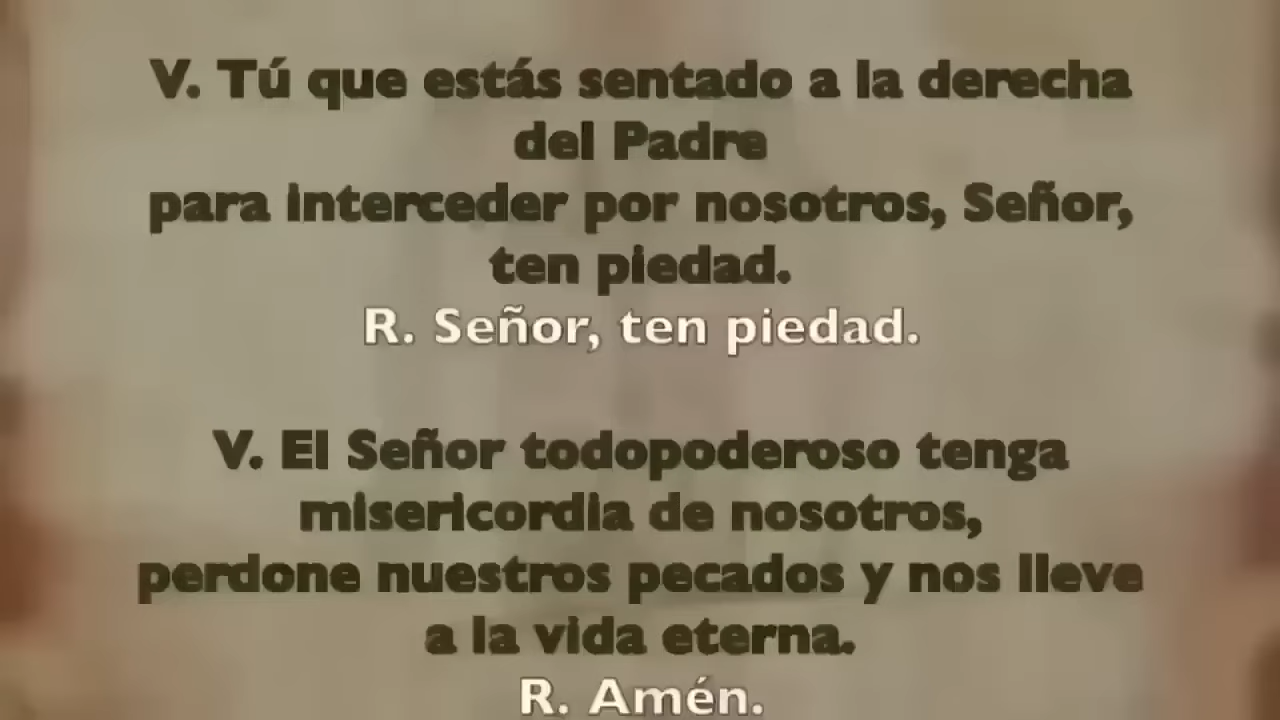 V. Tú que estás sentado a la derecha
del Padre
para interceder por nosotros, Señor,
ten piedad.
R. Señor, ten piedad.
V. El Señor todopoderoso tenga
misericordia de nosotros,
perdone nuestros pecados y nos lleve
a la vida eterna.
R. Amén.